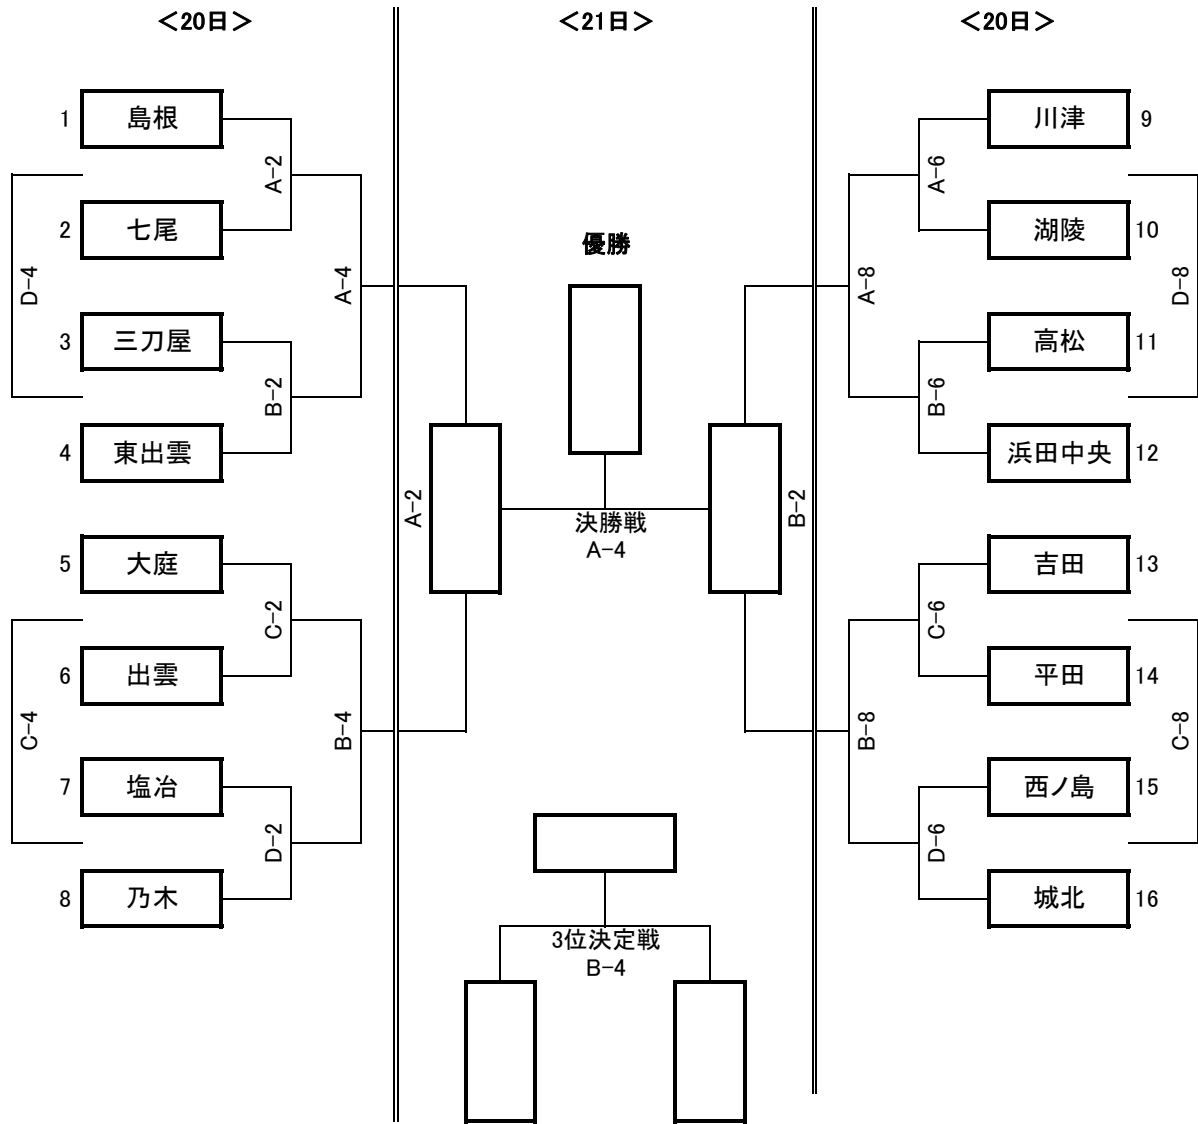 <20日>
<21日>
<20日>
1 島根
2 七尾
3 三刀屋
4 東出雲
5 大庭
6 出雲
7 塩冶
8 乃木
A-2
B-2
C-2
D-2
D-4
C-4
A-4
B-4
優勝
A-2
B-2
決勝戦
A-4
3位決定戦
B-4
川津 9
湖陵 10
高松 11
浜田中央 12
吉田 13
平田 14
西ノ島 15
城北 16
A-6
B-6
C-6
D-6
A-8
B-8
D-8
C-8